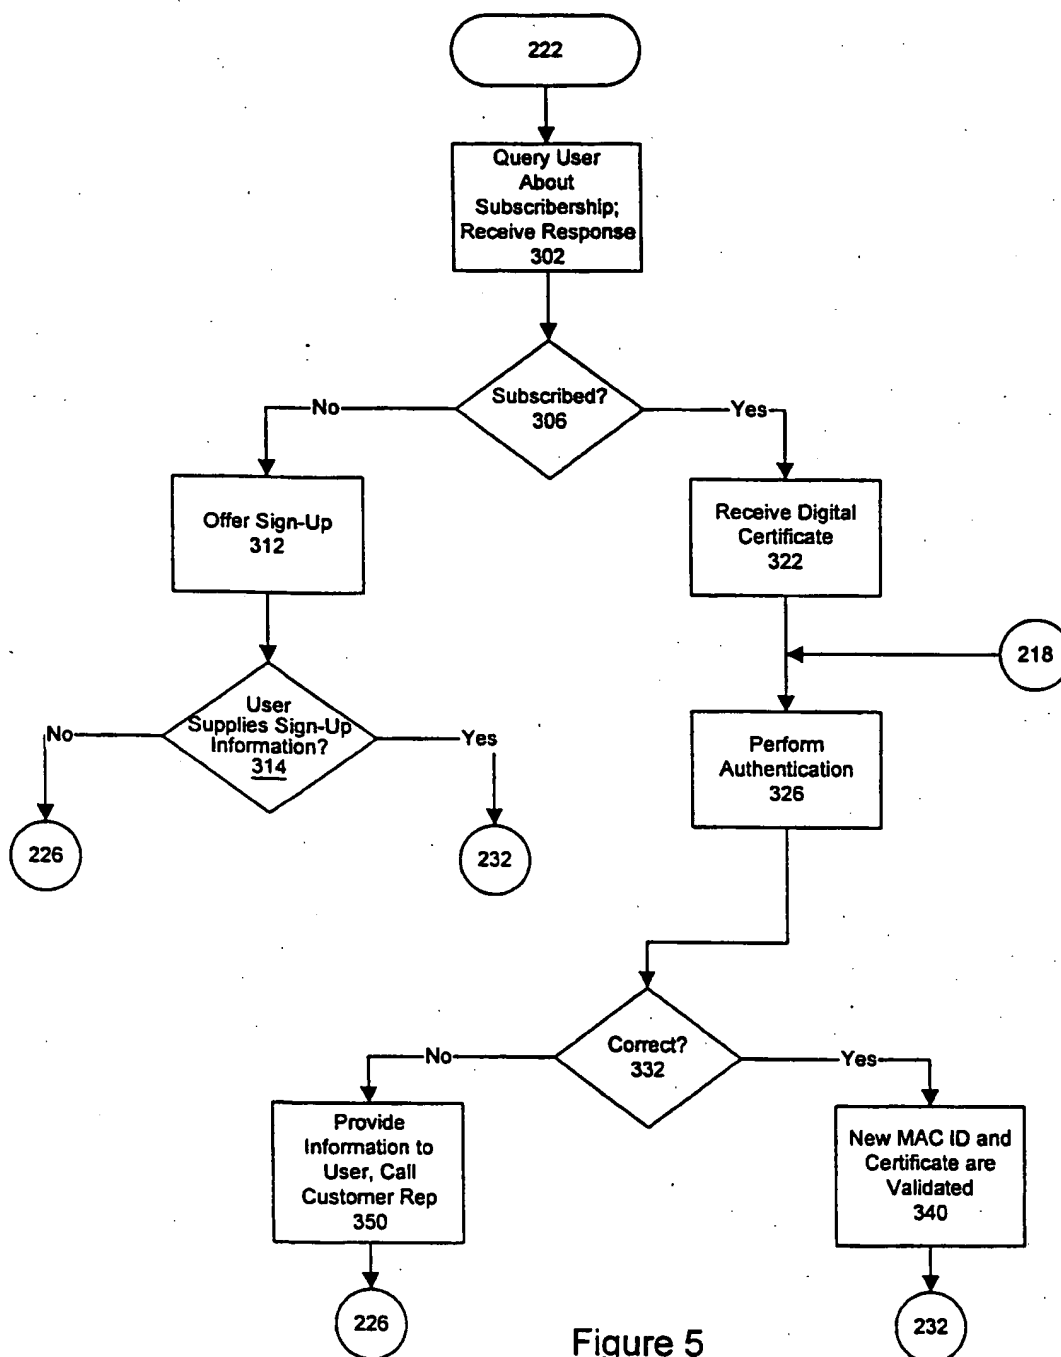 222
Query User
About
Subscribership;
Receive Response
302
Subscribed?
306
No
Yes
Offer Sign-Up
312
Receive Digital
Certificate
322
218
User
Supplies Sign-Up
Information?
314
No
Yes
Perform
Authentication
326
226
232
Correct?
332
No
Yes
Provide
Information to
User, Call
Customer Rep
350
New MAC ID and
Certificate are
Validated
340
226
232
Figure 5